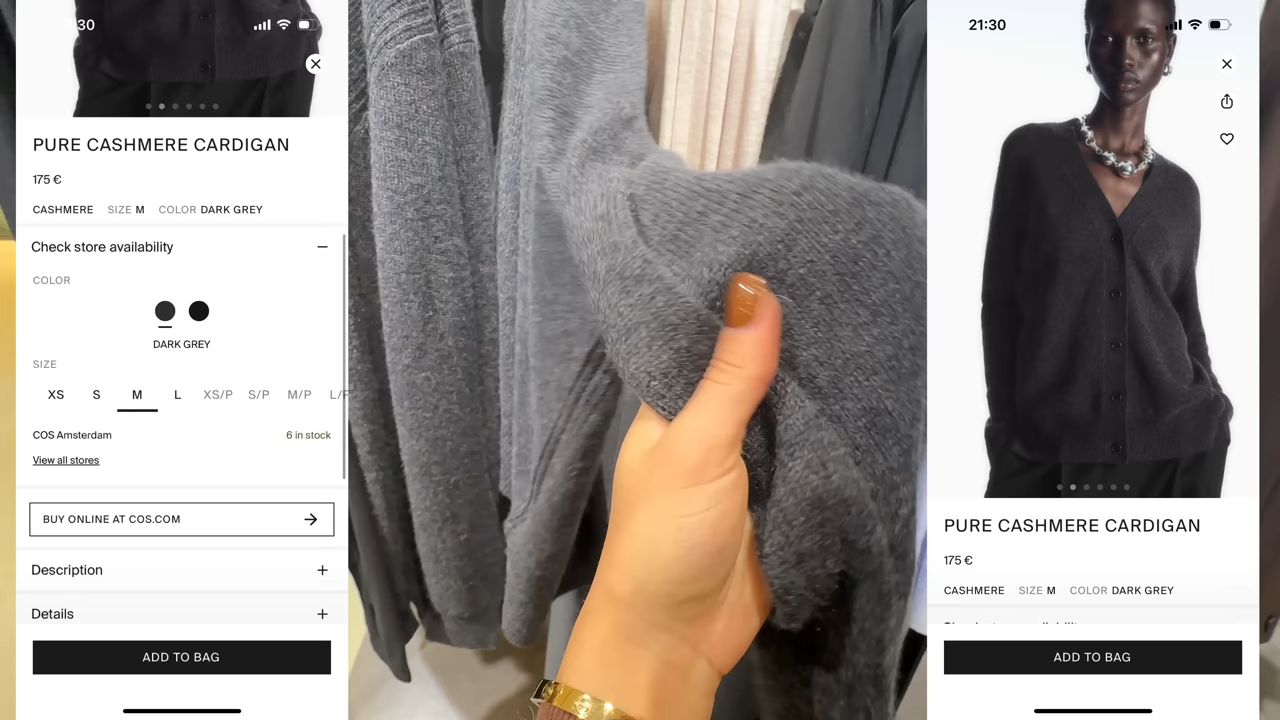 30
PURE CASHMERE CARDIGAN
175 €
CASHMERE SIZE M COLOR DARK GREY
Check store availability
COLOR
DARK GREY
SIZE
XS S M L XS/P S/P M/P L/P
COS Amsterdam 6 in stock
View all stores
BUY ONLINE AT COS.COM
Description
Details
ADD TO BAG
21:30
PURE CASHMERE CARDIGAN
175 €
CASHMERE SIZE M COLOR DARK GREY
ADD TO BAG